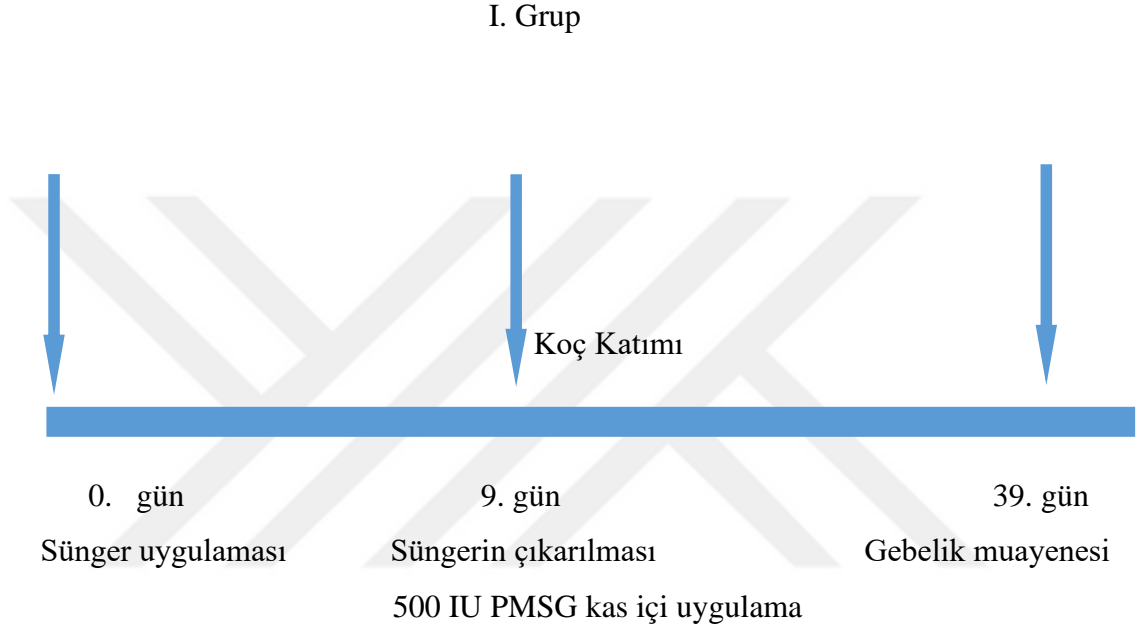 I. Grup
Koç Katımı
0. gün
9. gün
39. gün
Sünger uygulaması
Süngerin çıkarılması
Gebelik muayenesi
500 IU PMSG kas içi uygulama